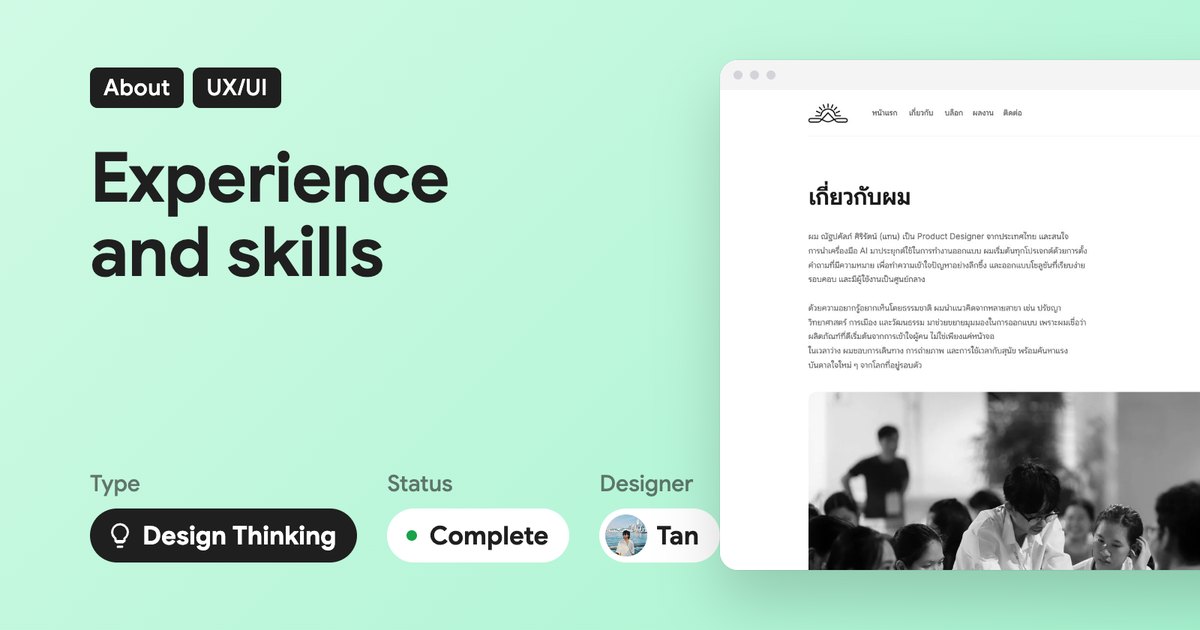 About
UX/UI
Experience
and skills
Type
Status
Designer
Design Thinking
Complete
Tan
หน้าแรก
เกี่ยวกับ
บล็อก
ผลงาน
ติดต่อ
เกี่ยวกับผม
ผม ณัฐปคัลภ์ ศิริรัตน์ (แทน) เป็น Product Designer จากประเทศไทย และสนใจ
การนำเครื่องมือ AI มาประยุกต์ใช้ในการทำงานออกแบบ ผมเริ่มต้นทุกโปรเจกต์ด้วยการตั้ง
คำถามที่มีความหมาย เพื่อทำความเข้าใจปัญหาอย่างลึกซึ้ง และออกแบบโซลูชันที่เรียบง่าย
รอบคอบ และมีผู้ใช้งานเป็นศูนย์กลาง
ด้วยความอยากรู้อยากเห็นโดยธรรมชาติ ผมนำแนวคิดจากหลายสาขา เช่น ปรัชญา
วิทยาศาสตร์ การเมือง และวัฒนธรรม มาช่วยขยายมุมมองในการออกแบบ เพราะผมเชื่อว่า
ผลิตภัณฑ์ที่ดีเริ่มต้นจากการเข้าใจผู้คน ไม่ใช่เพียงแค่หน้าจอ
ในเวลาว่าง ผมชอบการเดินทาง การถ่ายภาพ และการใช้เวลากับสุนัข พร้อมค้นหาแรง
บันดาลใจใหม่ ๆ จากโลกที่อยู่รอบตัว